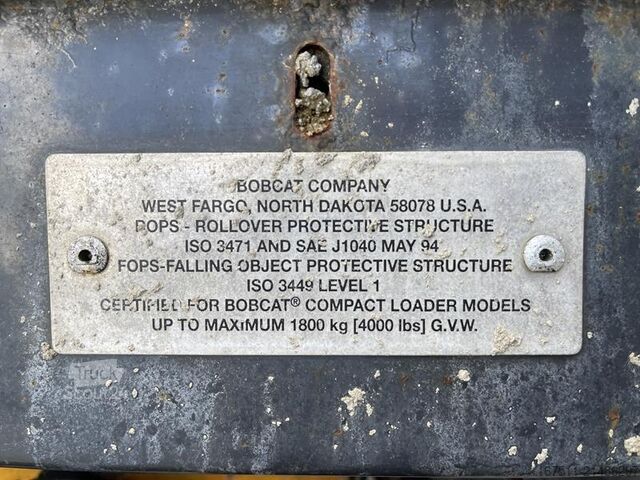 BOBCAT COMPANY
WEST FARGO, NORTH DAKOTA 58078 U.S.A.
ROPS - ROLLOVER PROTECTIVE STRUCTURE
ISO 3471 AND SAE J1040 MAY 94
FOPS-FALLING OBJECT PROTECTIVE STRUCTURE
ISO 3449 LEVEL 1
CERTIFIED FOR BOBCAT® COMPACT LOADER MODELS
UP TO MAXIMUM 1800 kg [4000 lbs] G.V.W.
Truck